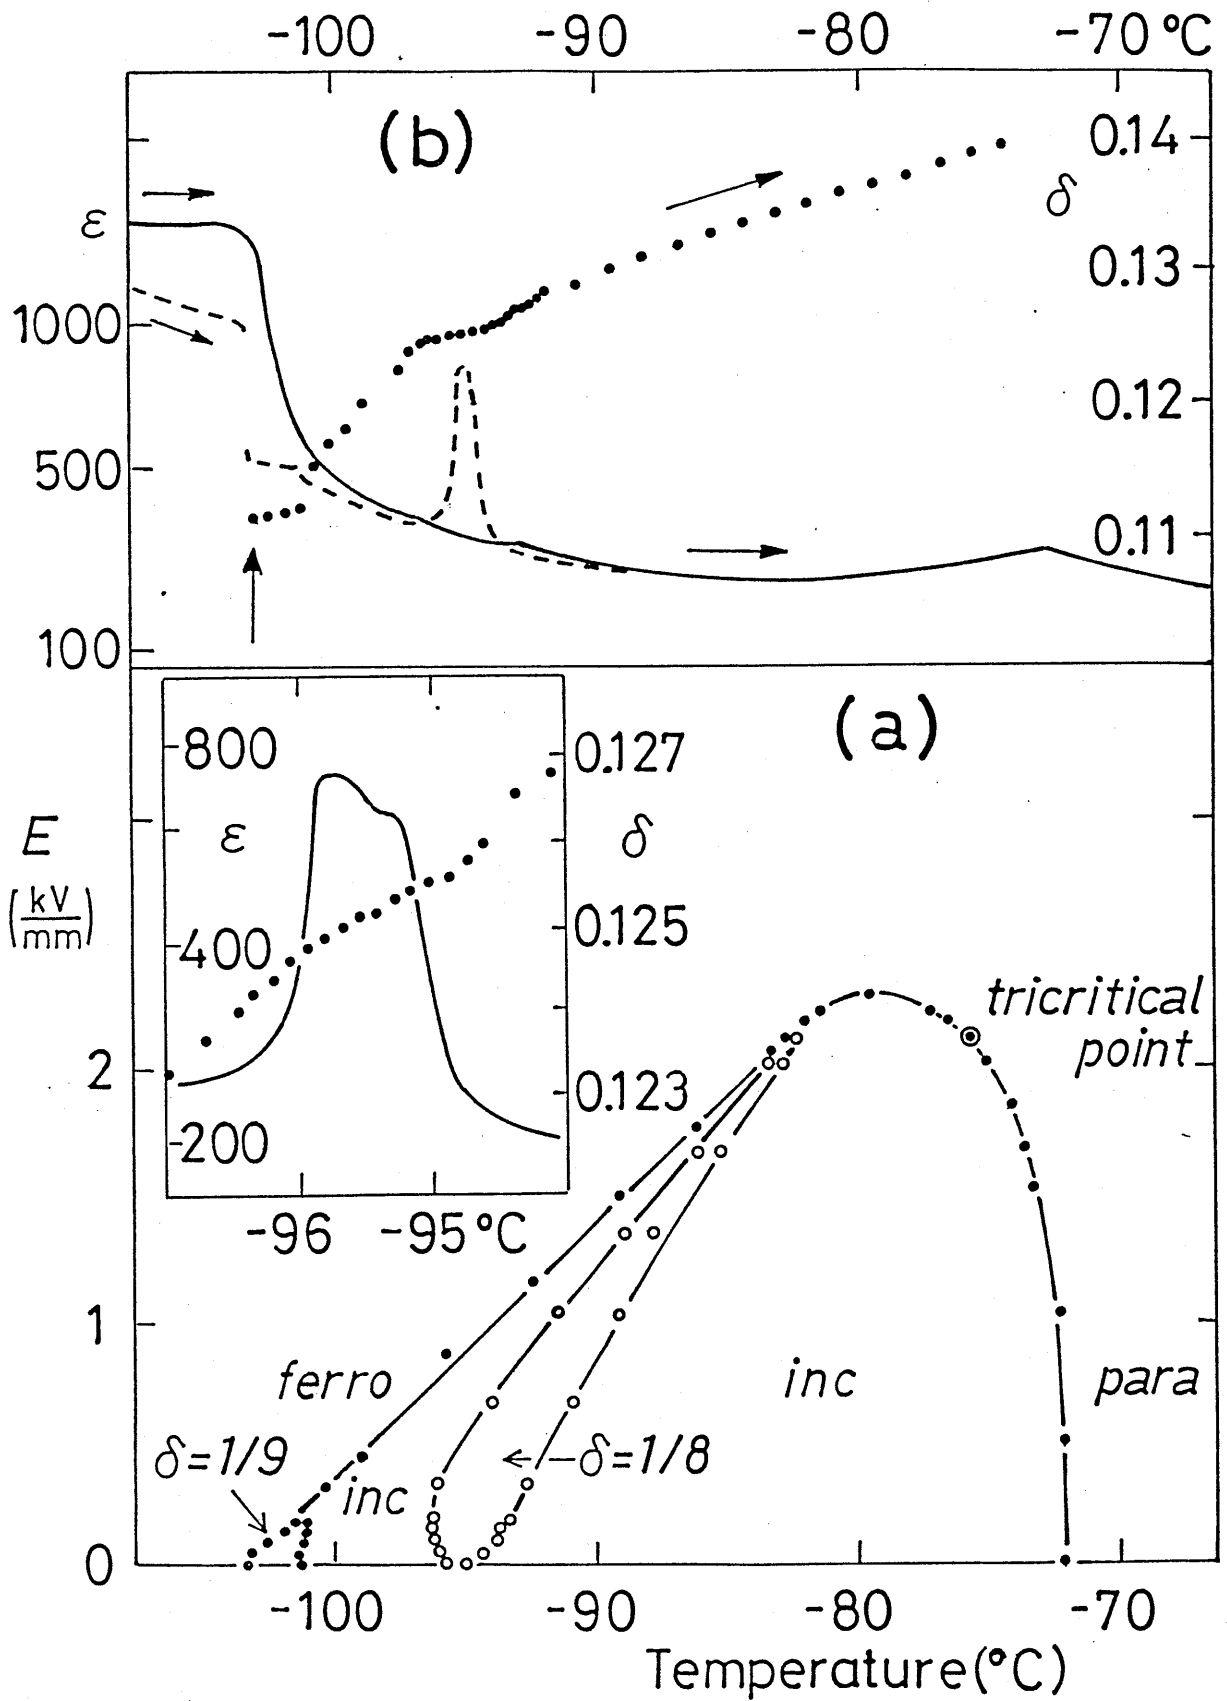 -100 -90 -80 -70 °C
(b)
0.14
δ
ε
0.13
1000
0.12
500
0.11
100
(a)
800 0.127
E ε δ
(kV/mm)
400 0.125
tricritical
point
2
0.123
200
-96 -95 °C
1
ferro inc para
δ=1/9 δ=1/8
inc
0
-100 -90 -80 -70
Temperature(°C)